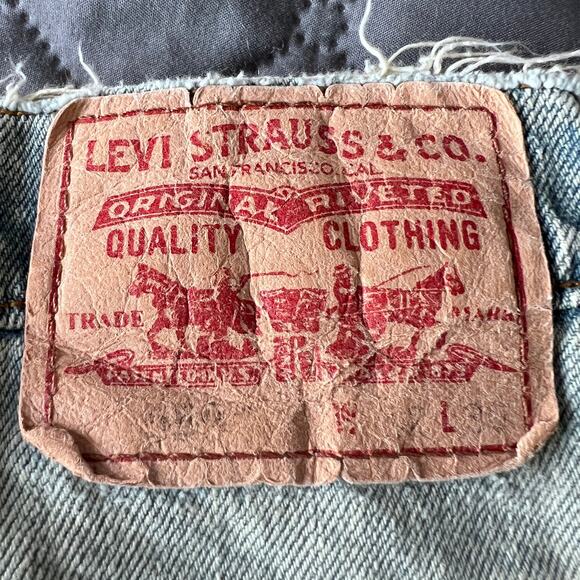 LEVI STRAUSS & CO.
SAN FRANCISCO, CAL.
ORIGINAL RIVETED
QUALITY CLOTHING
TRADE MARK
W L